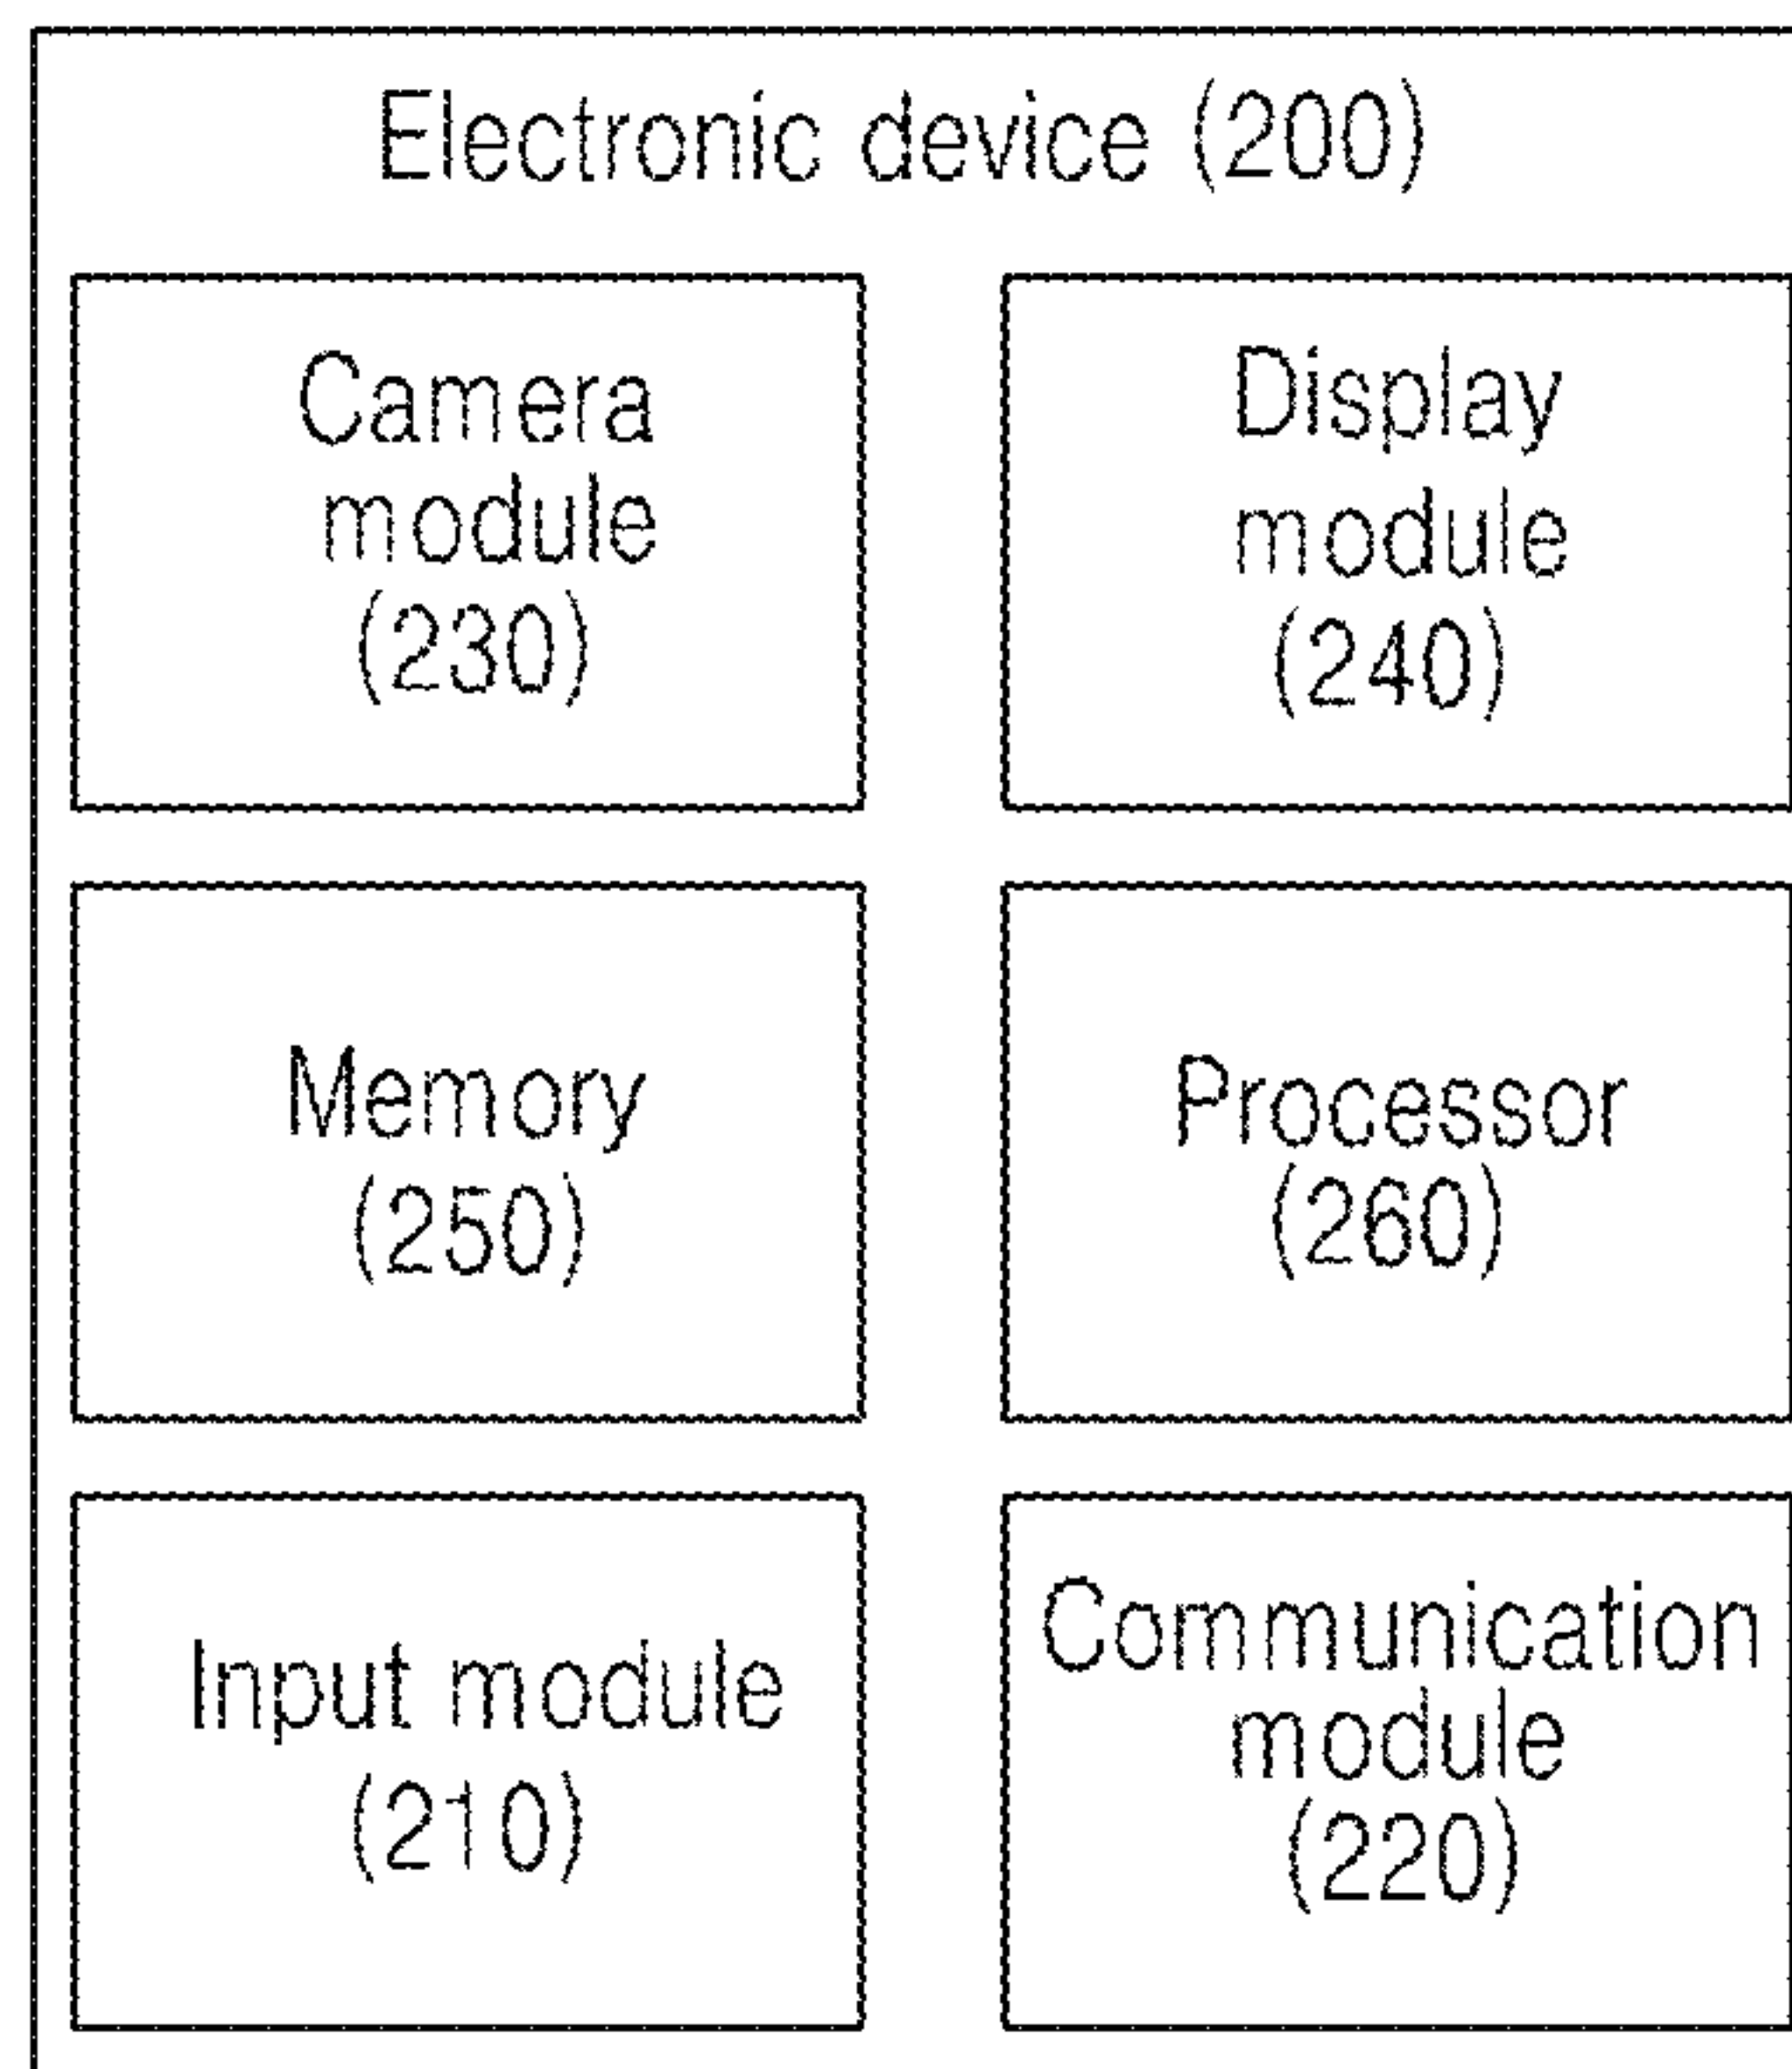 Electronic device (200)
Camera
module
(230)
Display
module
(240)
Memory
(250)
Processor
(260)
Input module
(210)
Communication
module
(220)